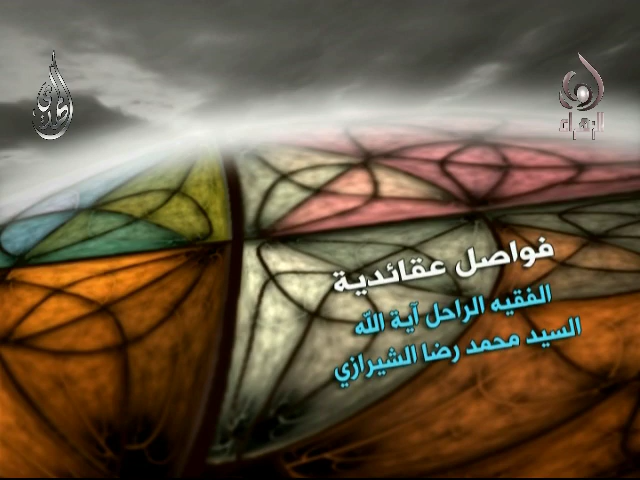 فواصل عقائدية
الفقيه الراحل آية الله
السيد محمد رضا الشيرازي